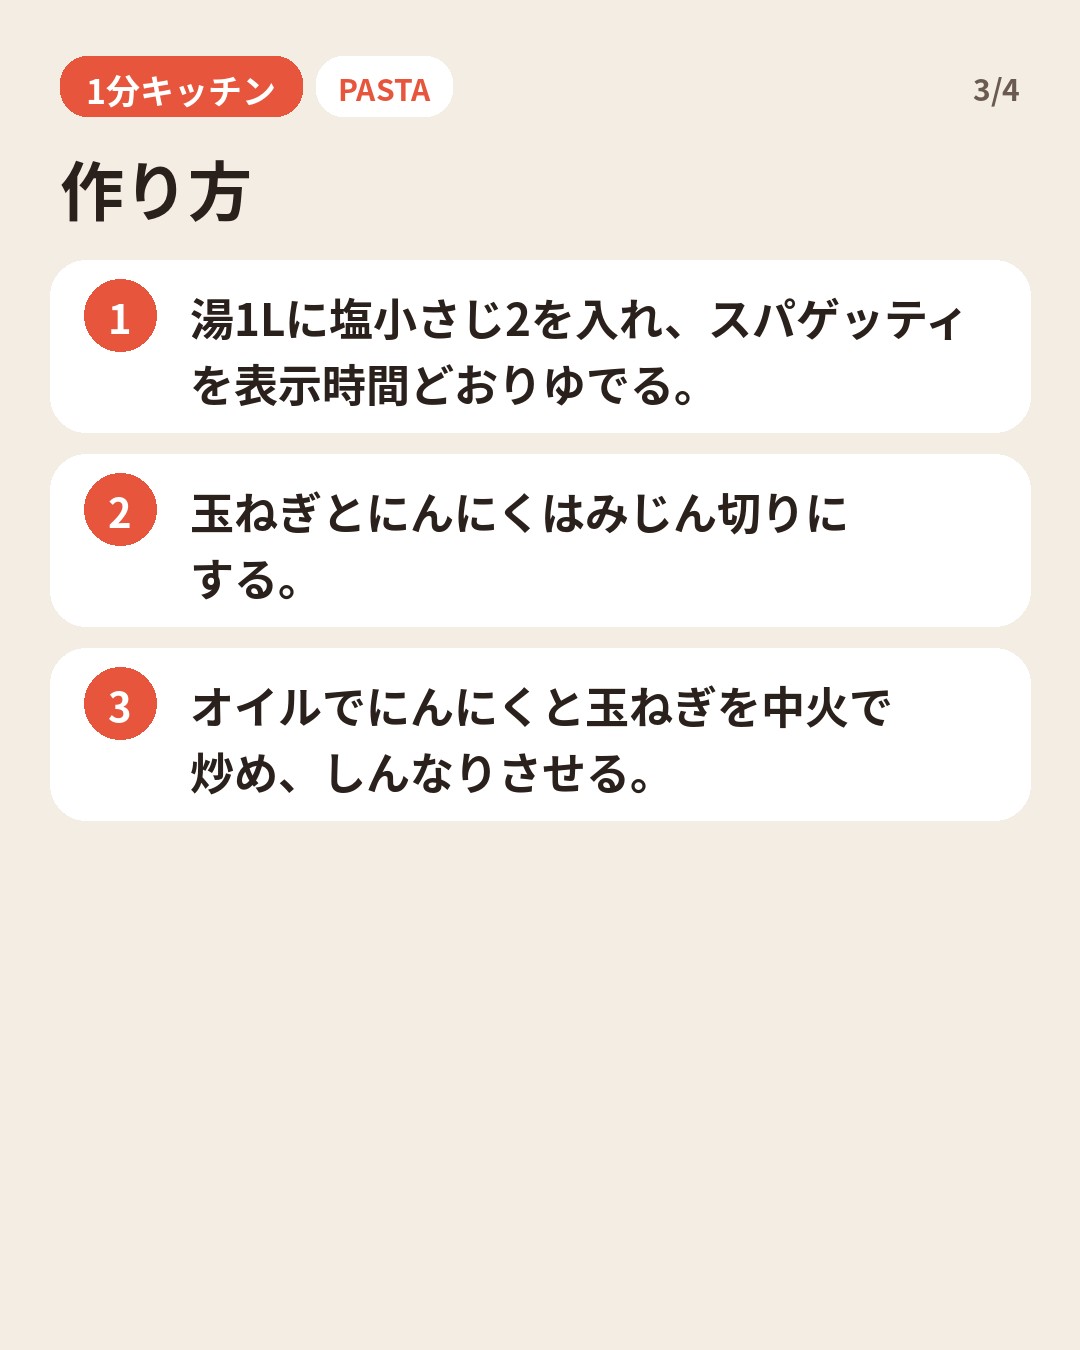 1分キッチン PASTA 3/4
作り方
1 湯1Lに塩小さじ2を入れ、スパゲッティ
を表示時間どおりゆでる。
2 玉ねぎとにんにくはみじん切りに
する。
3 オイルでにんにくと玉ねぎを中火で
炒め、しんなりさせる。